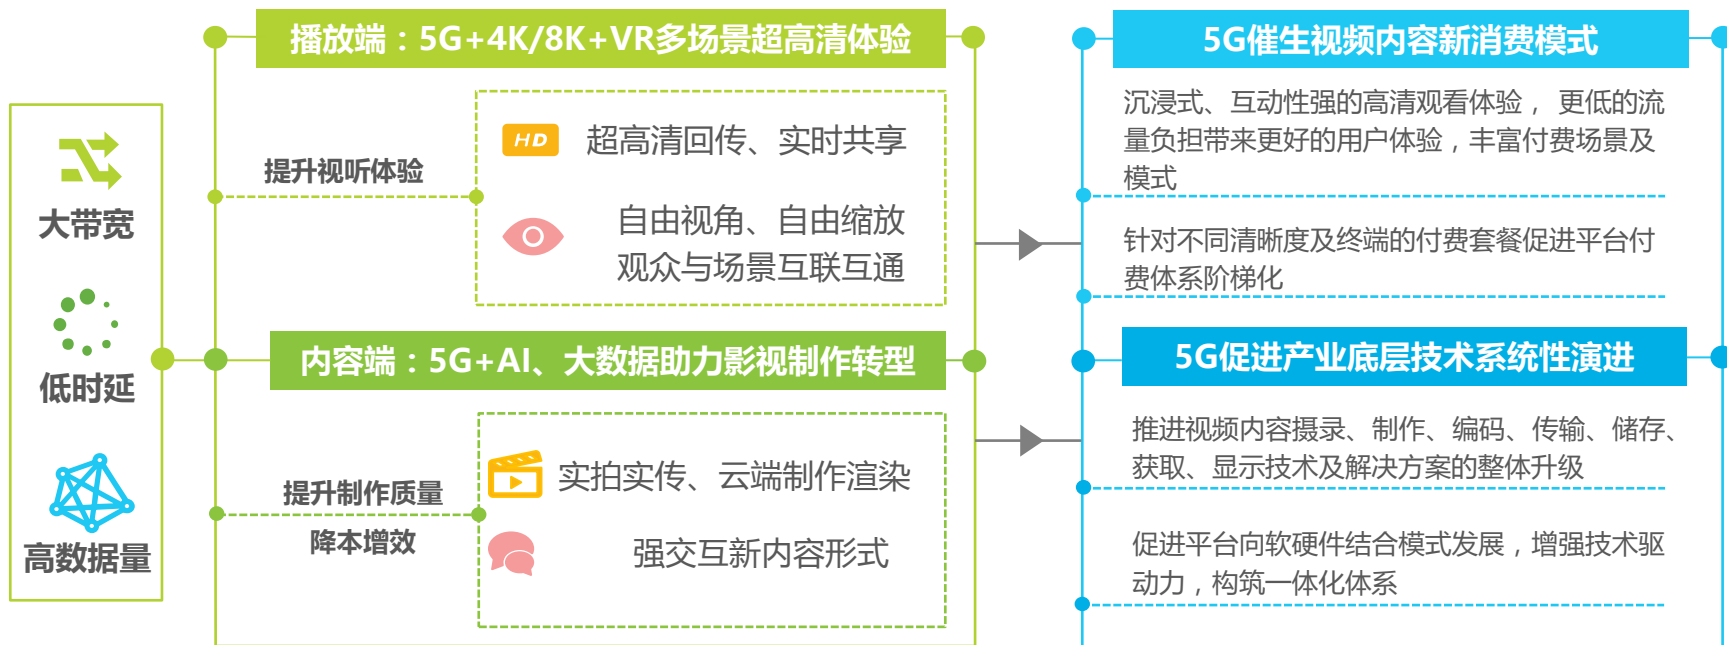 大带宽
低时延
高数据量
播放端：5G+4K/8K+VR多场景超高清体验
提升视听体验
HD
超高清回传、实时共享
自由视角、自由缩放
观众与场景互联互通
内容端：5G+AI、大数据助力影视制作转型
提升制作质量
降本增效
实拍实传、云端制作渲染
强交互新内容形式
5G催生视频内容新消费模式
沉浸式、互动性强的高清观看体验， 更低的流
量负担带来更好的用户体验，丰富付费场景及
模式
针对不同清晰度及终端的付费套餐促进平台付
费体系阶梯化
5G促进产业底层技术系统性演进
推进视频内容摄录、制作、编码、传输、储存、
获取、显示技术及解决方案的整体升级
促进平台向软硬件结合模式发展，增强技术驱
动力，构筑一体化体系